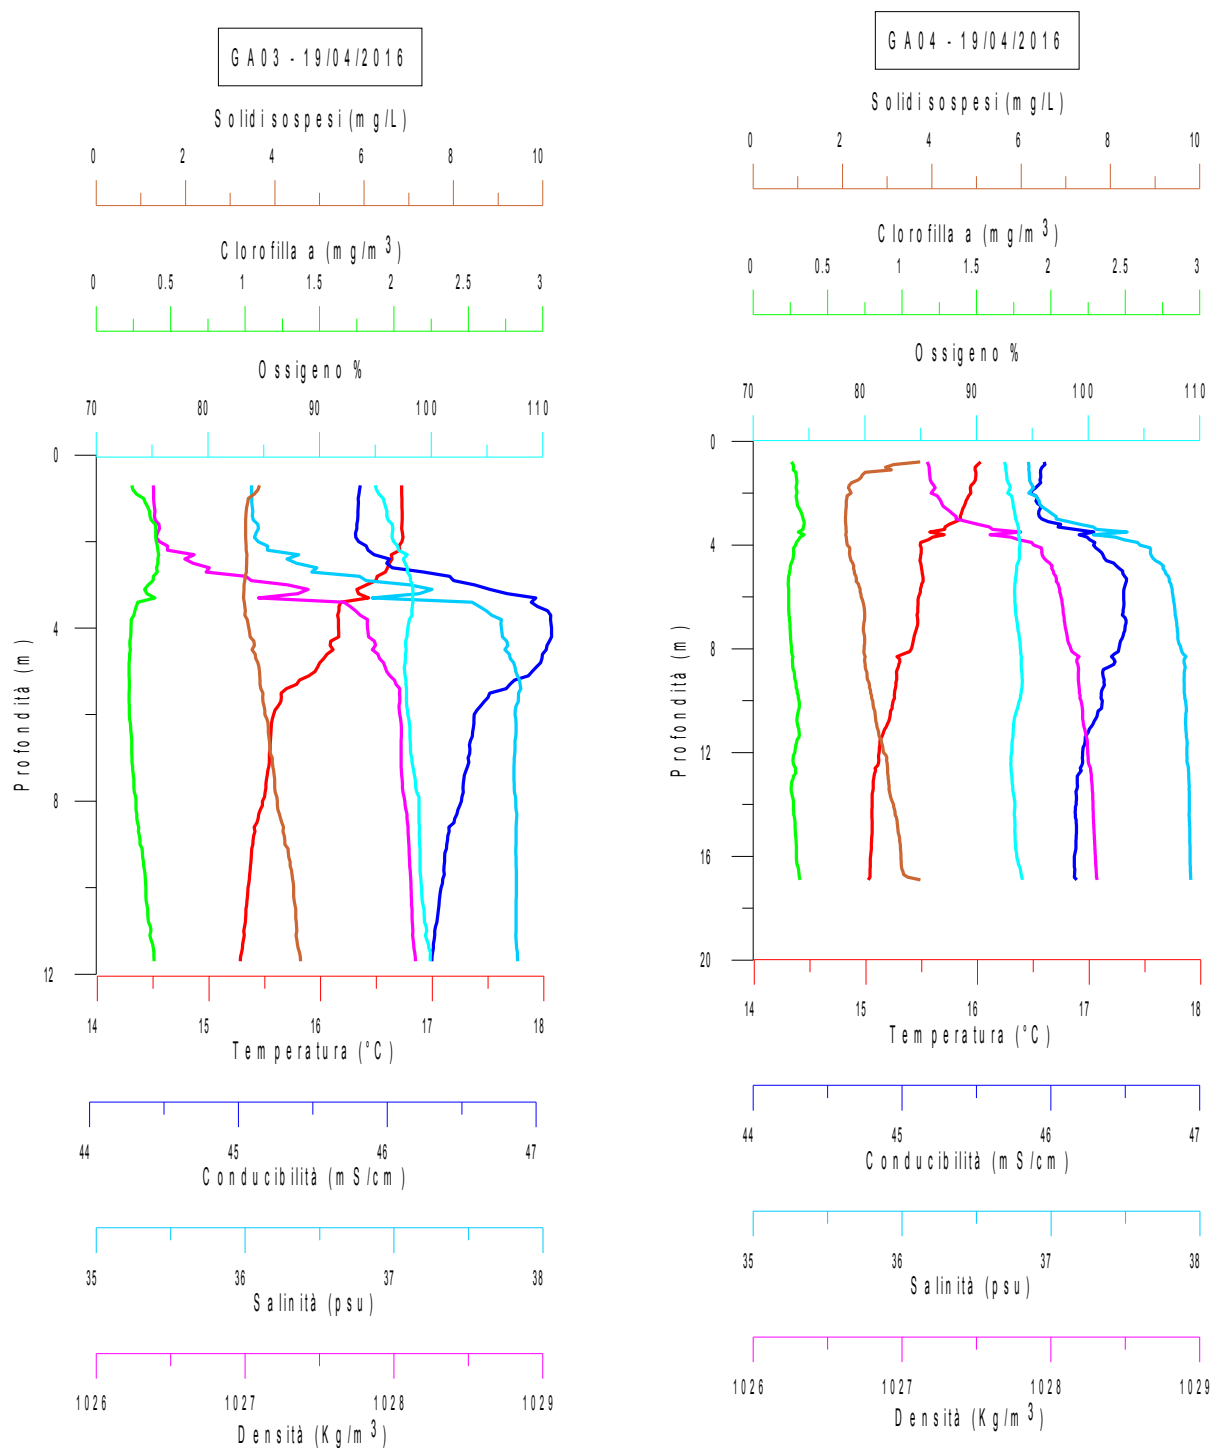 GA03 - 19/04/2016
Solidi sospesi (mg/L)
0 2 4 6 8 10
Clorofilla a (mg/m³)
0 0.5 1 1.5 2 2.5 3
Ossigeno %
70 80 90 100 110
0
4
8
12
Profondità (m)
14 15 16 17 18
Temperatura (°C)
44 45 46 47
Conducibilità (mS/cm)
35 36 37 38
Salinità (psu)
1026 1027 1028 1029
Densità (Kg/m³)
GA04 - 19/04/2016
Solidi sospesi (mg/L)
0 2 4 6 8 10
Clorofilla a (mg/m³)
0 0.5 1 1.5 2 2.5 3
Ossigeno %
70 80 90 100 110
0
4
8
12
16
20
Profondità (m)
14 15 16 17 18
Temperatura (°C)
44 45 46 47
Conducibilità (mS/cm)
35 36 37 38
Salinità (psu)
1026 1027 1028 1029
Densità (Kg/m³)